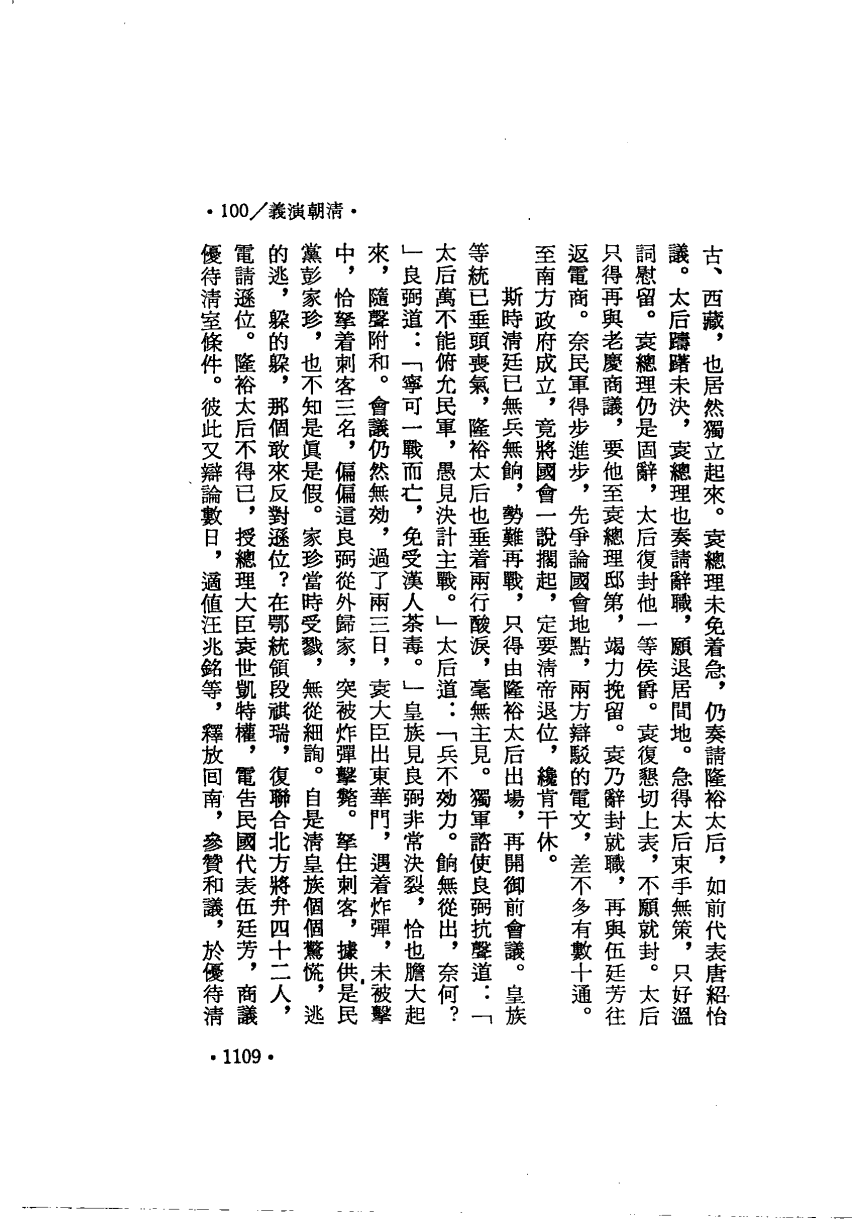 •100／義演朝清•
古、西藏，也居然獨立起來。袁總理未免着急，仍奏請隆裕太后，如前代表唐紹怡
議。太后躊躇未決，袁總理也奏請辭職，願退居間地。急得太后束手無策，只好溫
詞慰留。袁總理仍是固辭，太后復封他一等侯爵。袁復懇切上表，不願就封。太后
只得再與老慶商議，要他至袁總理邸第，竭力挽留。袁乃辭封就職，再與伍廷芳往
返電商。奈民軍得步進步，先爭論國會地點，兩方辯駁的電文，差不多有數十通。
至南方政府成立，竟將國會一說擱起，定要清帝退位，纔肯干休。
斯時清廷已無兵無餉，勢難再戰，只得由隆裕太后出場，再開御前會議。皇族
等統已垂頭喪氣，隆裕太后也垂着兩行酸淚，毫無主見。獨軍諮使良弼抗聲道：「
太后萬不能俯允民軍，愚見決計主戰。」太后道：「兵不効力。餉無從出，奈何？
」良弼道：「寧可一戰而亡，免受漢人荼毒。」皇族見良弼非常決裂，恰也膽大起
來，隨聲附和。會議仍然無効，過了兩三日，袁大臣出東華門，遇着炸彈，未被擊
中，恰拏着刺客三名，偏偏這良弼從外歸家，突被炸彈擊斃。拏住刺客，據供是民
黨彭家珍，也不知是眞是假。家珍當時受戮，無從細詢。自是清皇族個個驚慌，逃
的逃，躲的躲，那個敢來反對遜位？在鄂統領段祺瑞，復聯合北方將弁四十二人，
電請遜位。隆裕太后不得已，授總理大臣袁世凱特權，電告民國代表伍廷芳，商議
優待清室條件。彼此又辯論數日，適值汪兆銘等，釋放回南，參贊和議，於優待清
•1109•